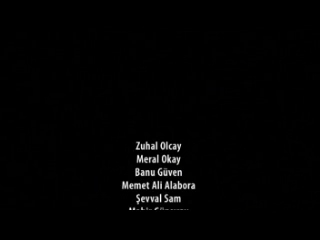 Zuhal Olcay
Meral Okay
Banu Güven
Memet Ali Alabora
Şevval Sam